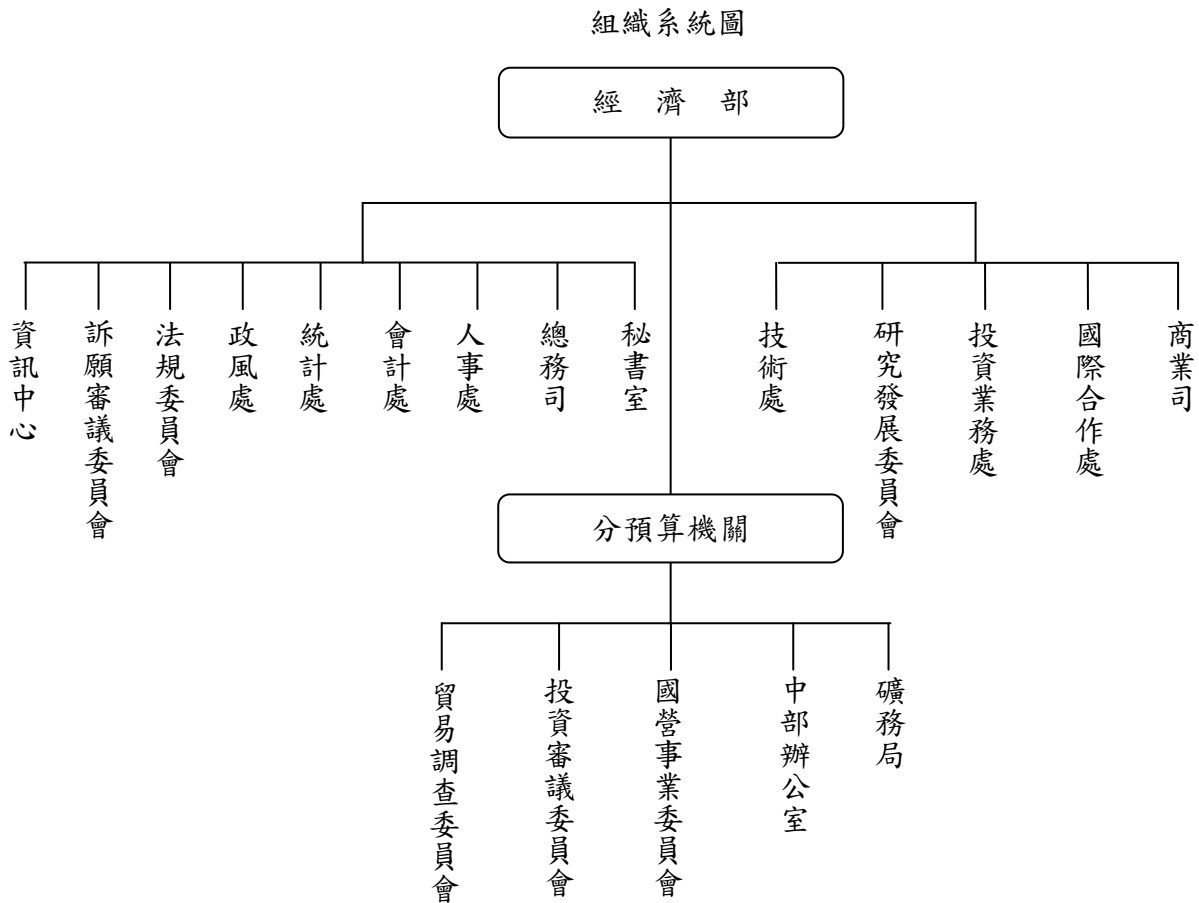 組織系統圖
經 濟 部
資訊中心
訴願審議委員會
法規委員會
政風處
統計處
會計處
人事處
總務司
秘書室
技術處
研究發展委員會
投資業務處
國際合作處
商業司
分預算機關
貿易調查委員會
投資審議委員會
國營事業委員會
中部辦公室
礦務局